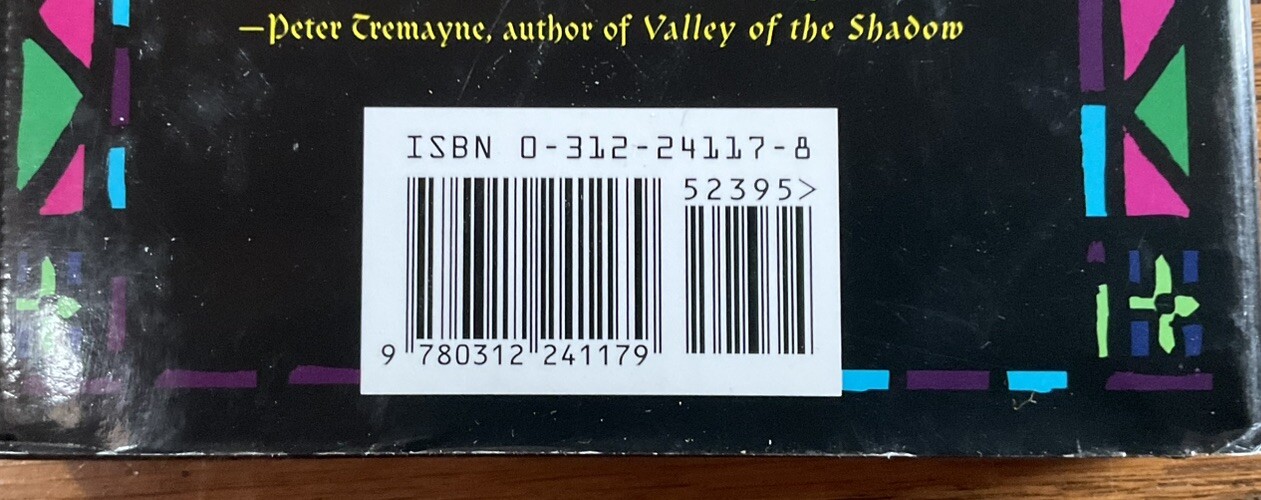 —Peter Tremayne, author of Valley of the Shadow
ISBN 0-312-24117-8
52395>
9 780312 241179